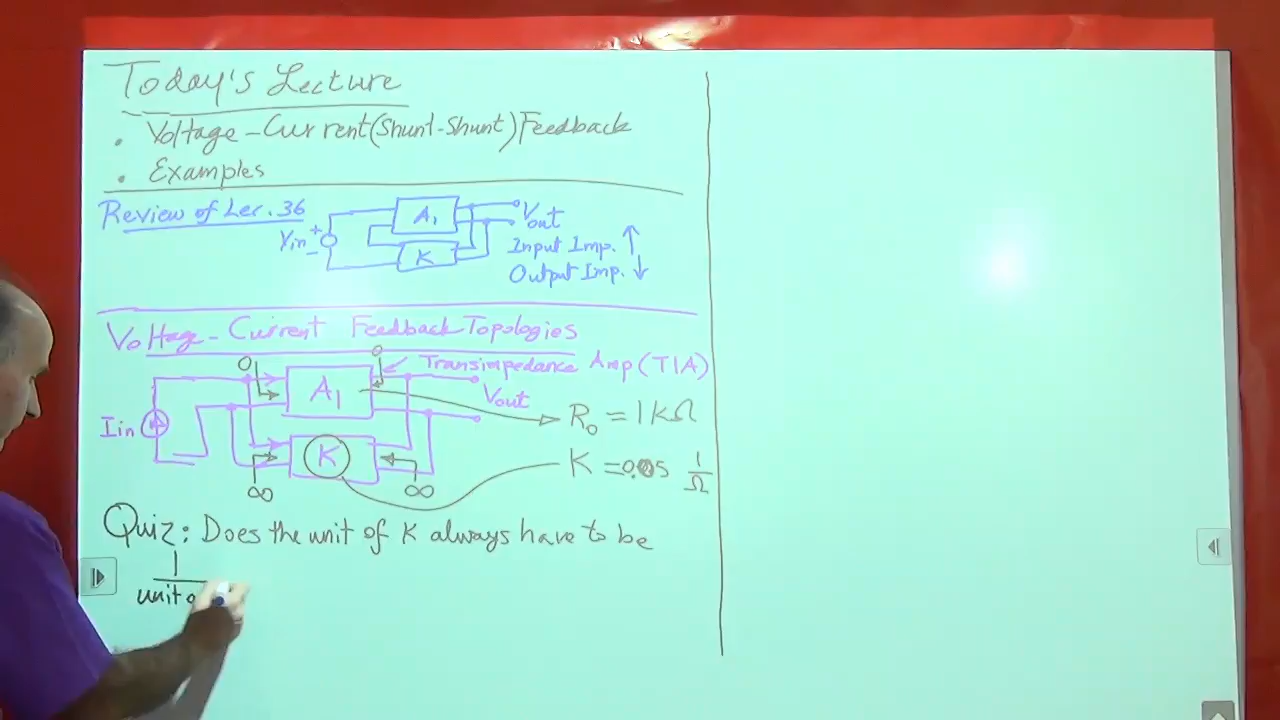 Today's Lecture
. Voltage-Current (Shunt-Shunt) Feedback
. Examples
Review of Lec. 36
A1
Vout
Vin
+
-
K
Input Imp. ↑
Output Imp. ↓
Voltage-Current Feedback Topologies
0
0
Transimpedance Amp (TIA)
A1
Vout
Iin
R0 = 1KΩ
K
K = 0.05 1/Ω
∞
∞
Quiz: Does the unit of K always have to be
1
unit